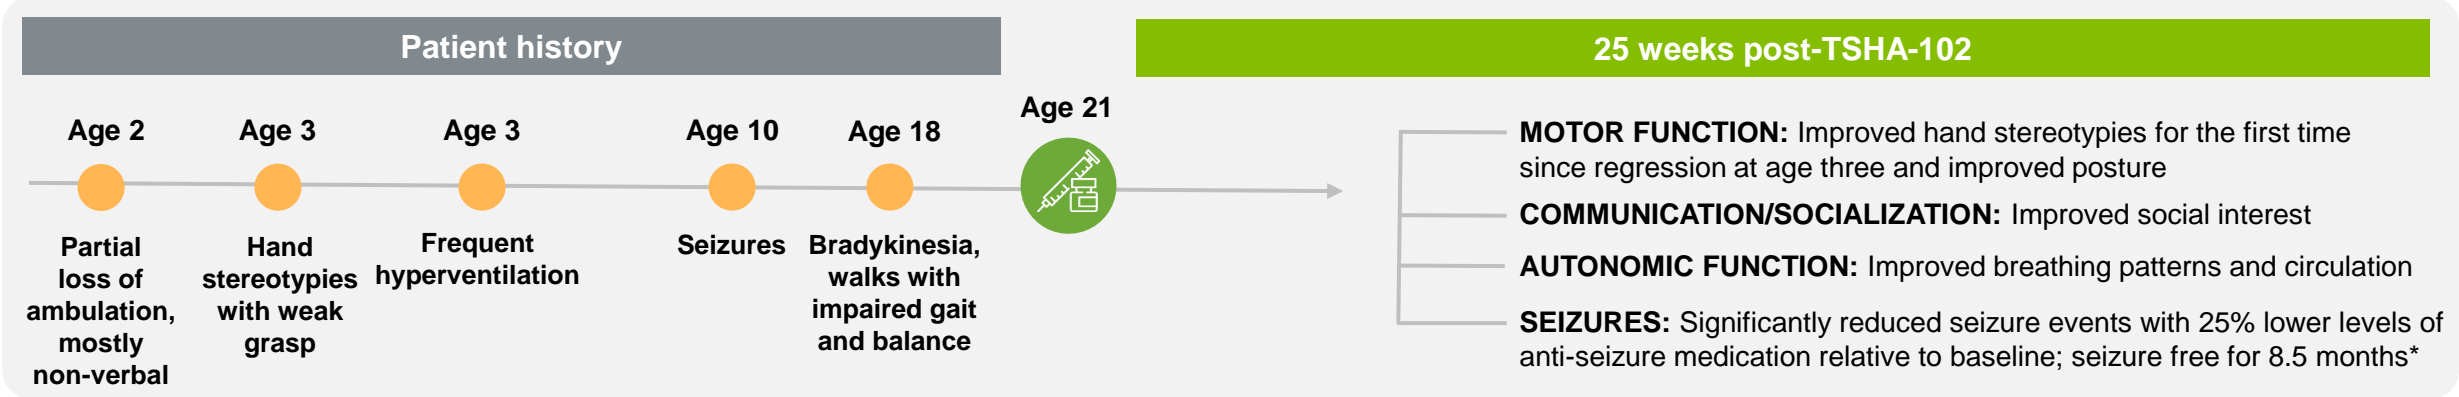 Patient history
25 weeks post-TSHA-102
Age 2
Age 3
Age 3
Age 10
Age 18
Age 21
Partial
loss of
ambulation,
mostly
non-verbal
Hand
stereotypies
with weak
grasp
Frequent
hyperventilation
Seizures
Bradykinesia,
walks with
impaired gait
and balance
MOTOR FUNCTION: Improved hand stereotypies for the first time
since regression at age three and improved posture
COMMUNICATION/SOCIALIZATION: Improved social interest
AUTONOMIC FUNCTION: Improved breathing patterns and circulation
SEIZURES: Significantly reduced seizure events with 25% lower levels of
anti-seizure medication relative to baseline; seizure free for 8.5 months*